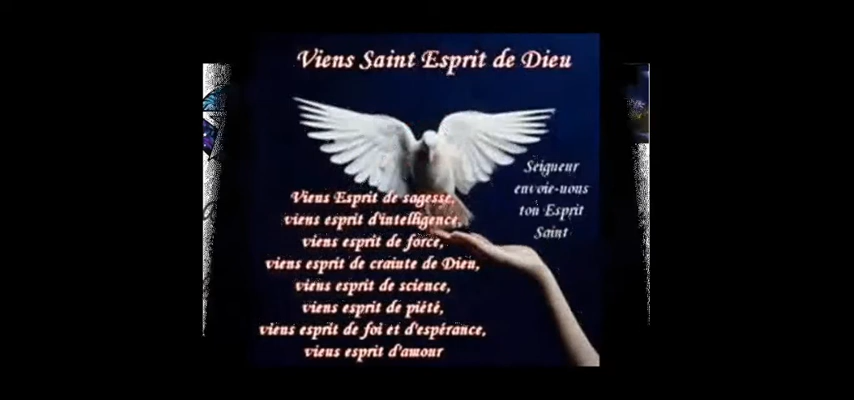 Viens Saint Esprit de Dieu
Seigneur
envoie-nous
ton Esprit
Saint
Viens Esprit de sagesse,
viens esprit d'intelligence,
viens esprit de force,
viens esprit de crainte de Dieu,
viens esprit de science,
viens esprit de piété,
viens esprit de foi et d'espérance,
viens esprit d'amour